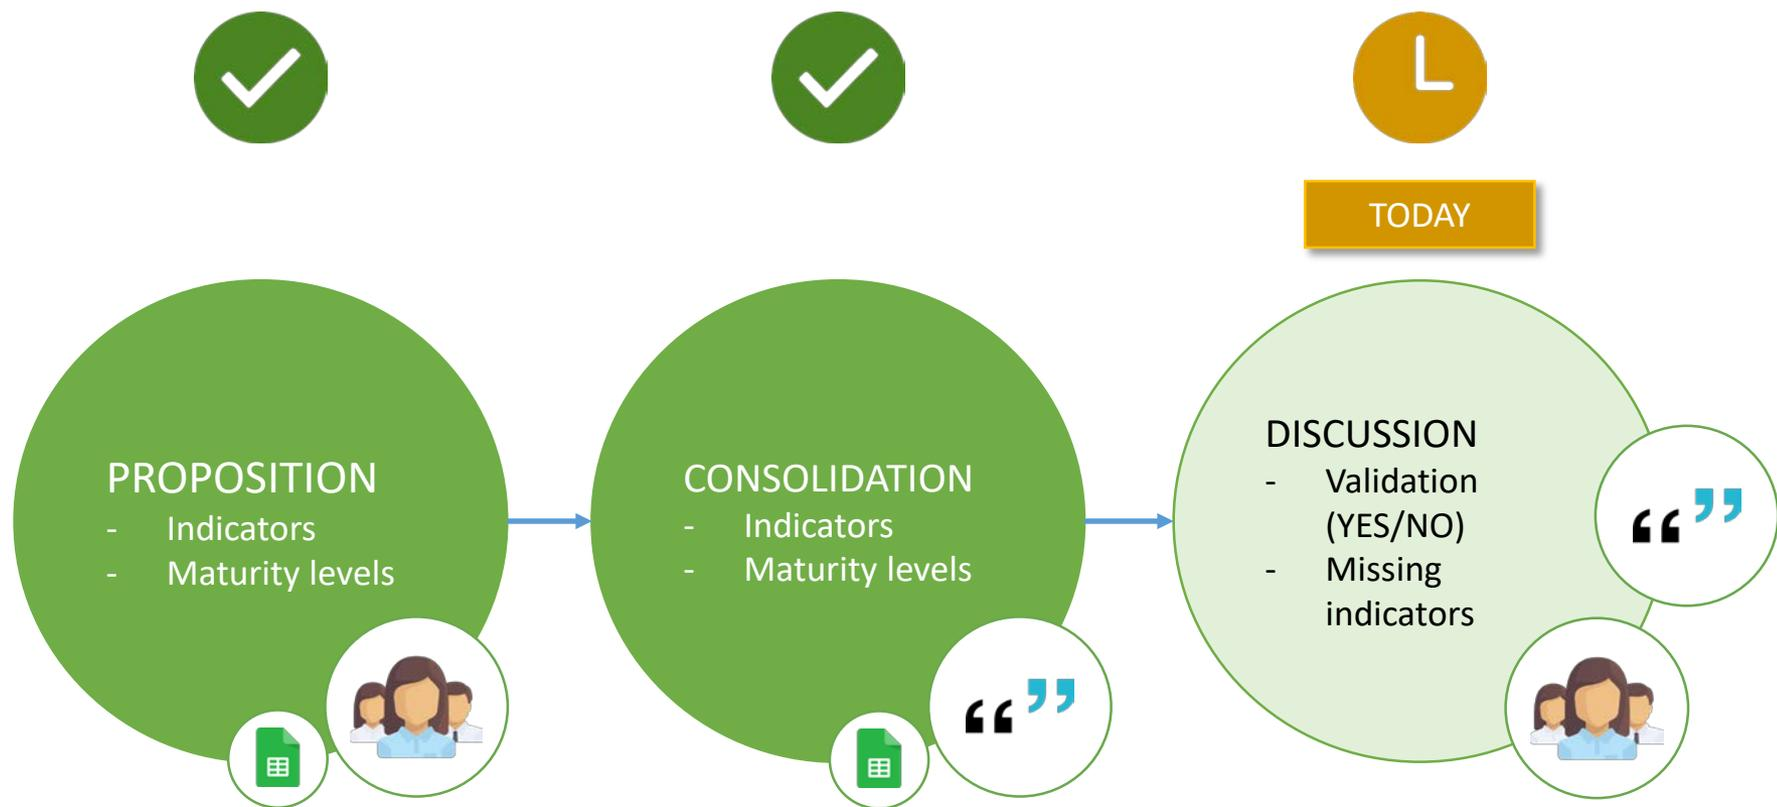 TODAY
PROPOSITION
- Indicators
- Maturity levels
CONSOLIDATION
- Indicators
- Maturity levels
DISCUSSION
- Validation
(YES/NO)
- Missing
indicators
“ ”
“ ”